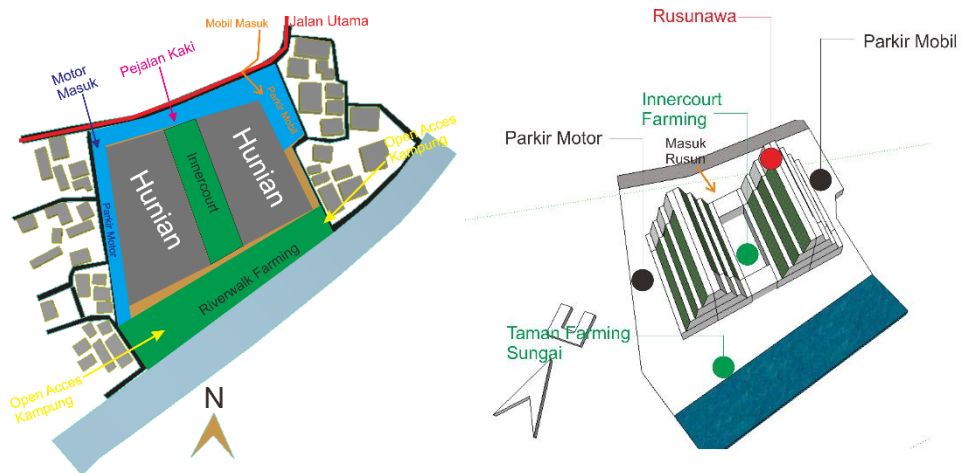 Mobil Masuk
Jalan Utama
Pejalan Kaki
Motor
Masuk
Parkir Mobil
Open Acces
Kampung
Hunian
Innercourt
Hunian
Parkir Motor
Riverwalk Farming
Open Acces
Kampung
N
Rusunawa
Parkir Mobil
Innercourt
Farming
Parkir Motor
Masuk
Rusun
Taman Farming
Sungai